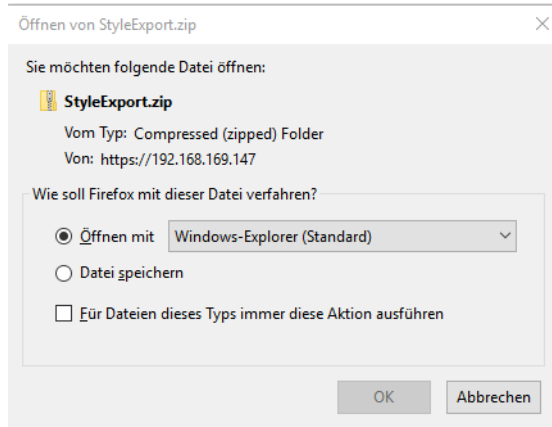 Öffnen von StyleExport.zip
Sie möchten folgende Datei öffnen:
StyleExport.zip
Vom Typ: Compressed (zipped) Folder
Von: https://192.168.169.147
Wie soll Firefox mit dieser Datei verfahren?
Öffnen mit Windows-Explorer (Standard)
Datei speichern
Für Dateien dieses Typs immer diese Aktion ausführen
OK Abbrechen